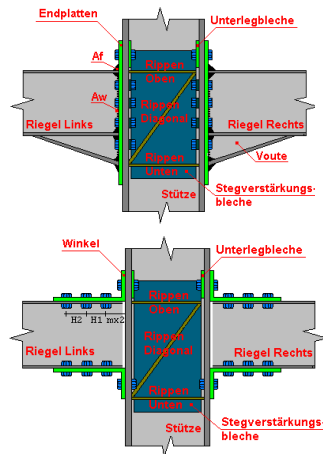 Endplatten
Unterlegbleche
Af
Rippen
Oben
Aw
Rippen
Diagonal
Riegel Links
Riegel Rechts
Rippen
Unten
Voute
Stütze
Stegverstärkungs-
bleche
Winkel
Unterlegbleche
Rippen
Oben
H2 H1 mx2
Rippen
Diagonal
Riegel Links
Riegel Rechts
Rippen
Unten
Stütze
Stegverstärkungs-
bleche